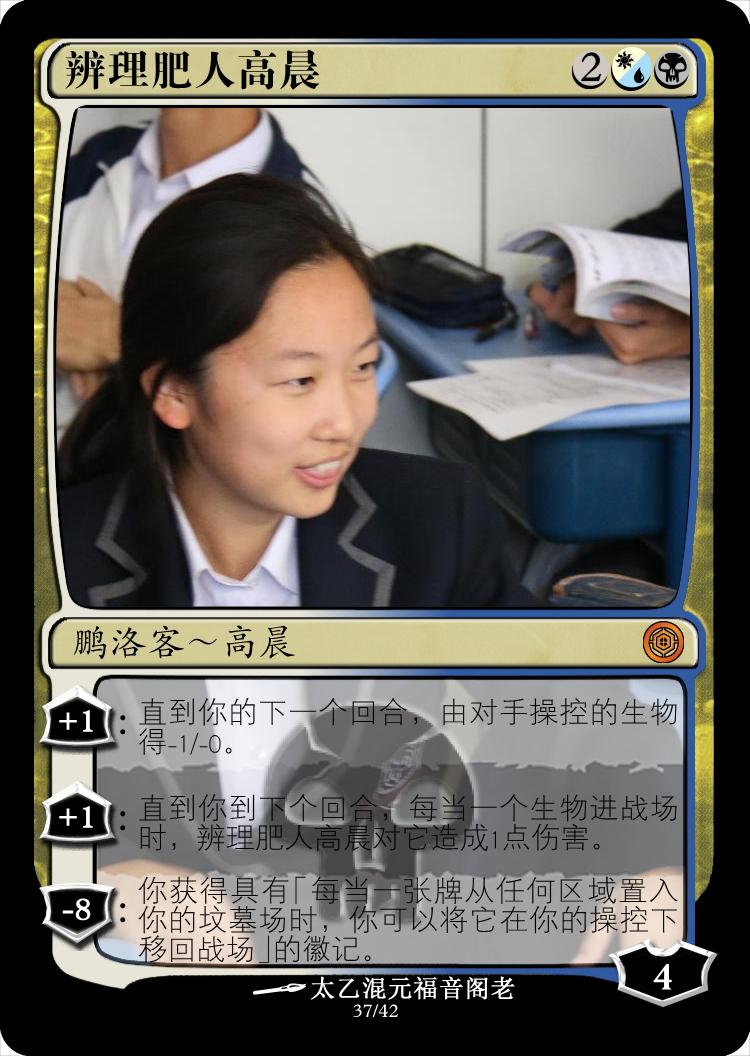 辨理肥人高晨
2
鹏洛客～高晨
+1：直到你的下一个回合，由对手操控的生物
得-1/-0。
+1：直到你到下个回合，每当一个生物进战场
时，辨理肥人高晨对它造成1点伤害。
-8：你获得具有「每当一张牌从任何区域置入
你的坟墓场时，你可以将它在你的操控下
移回战场」的徽记。
4
太乙混元福音阁老
37/42